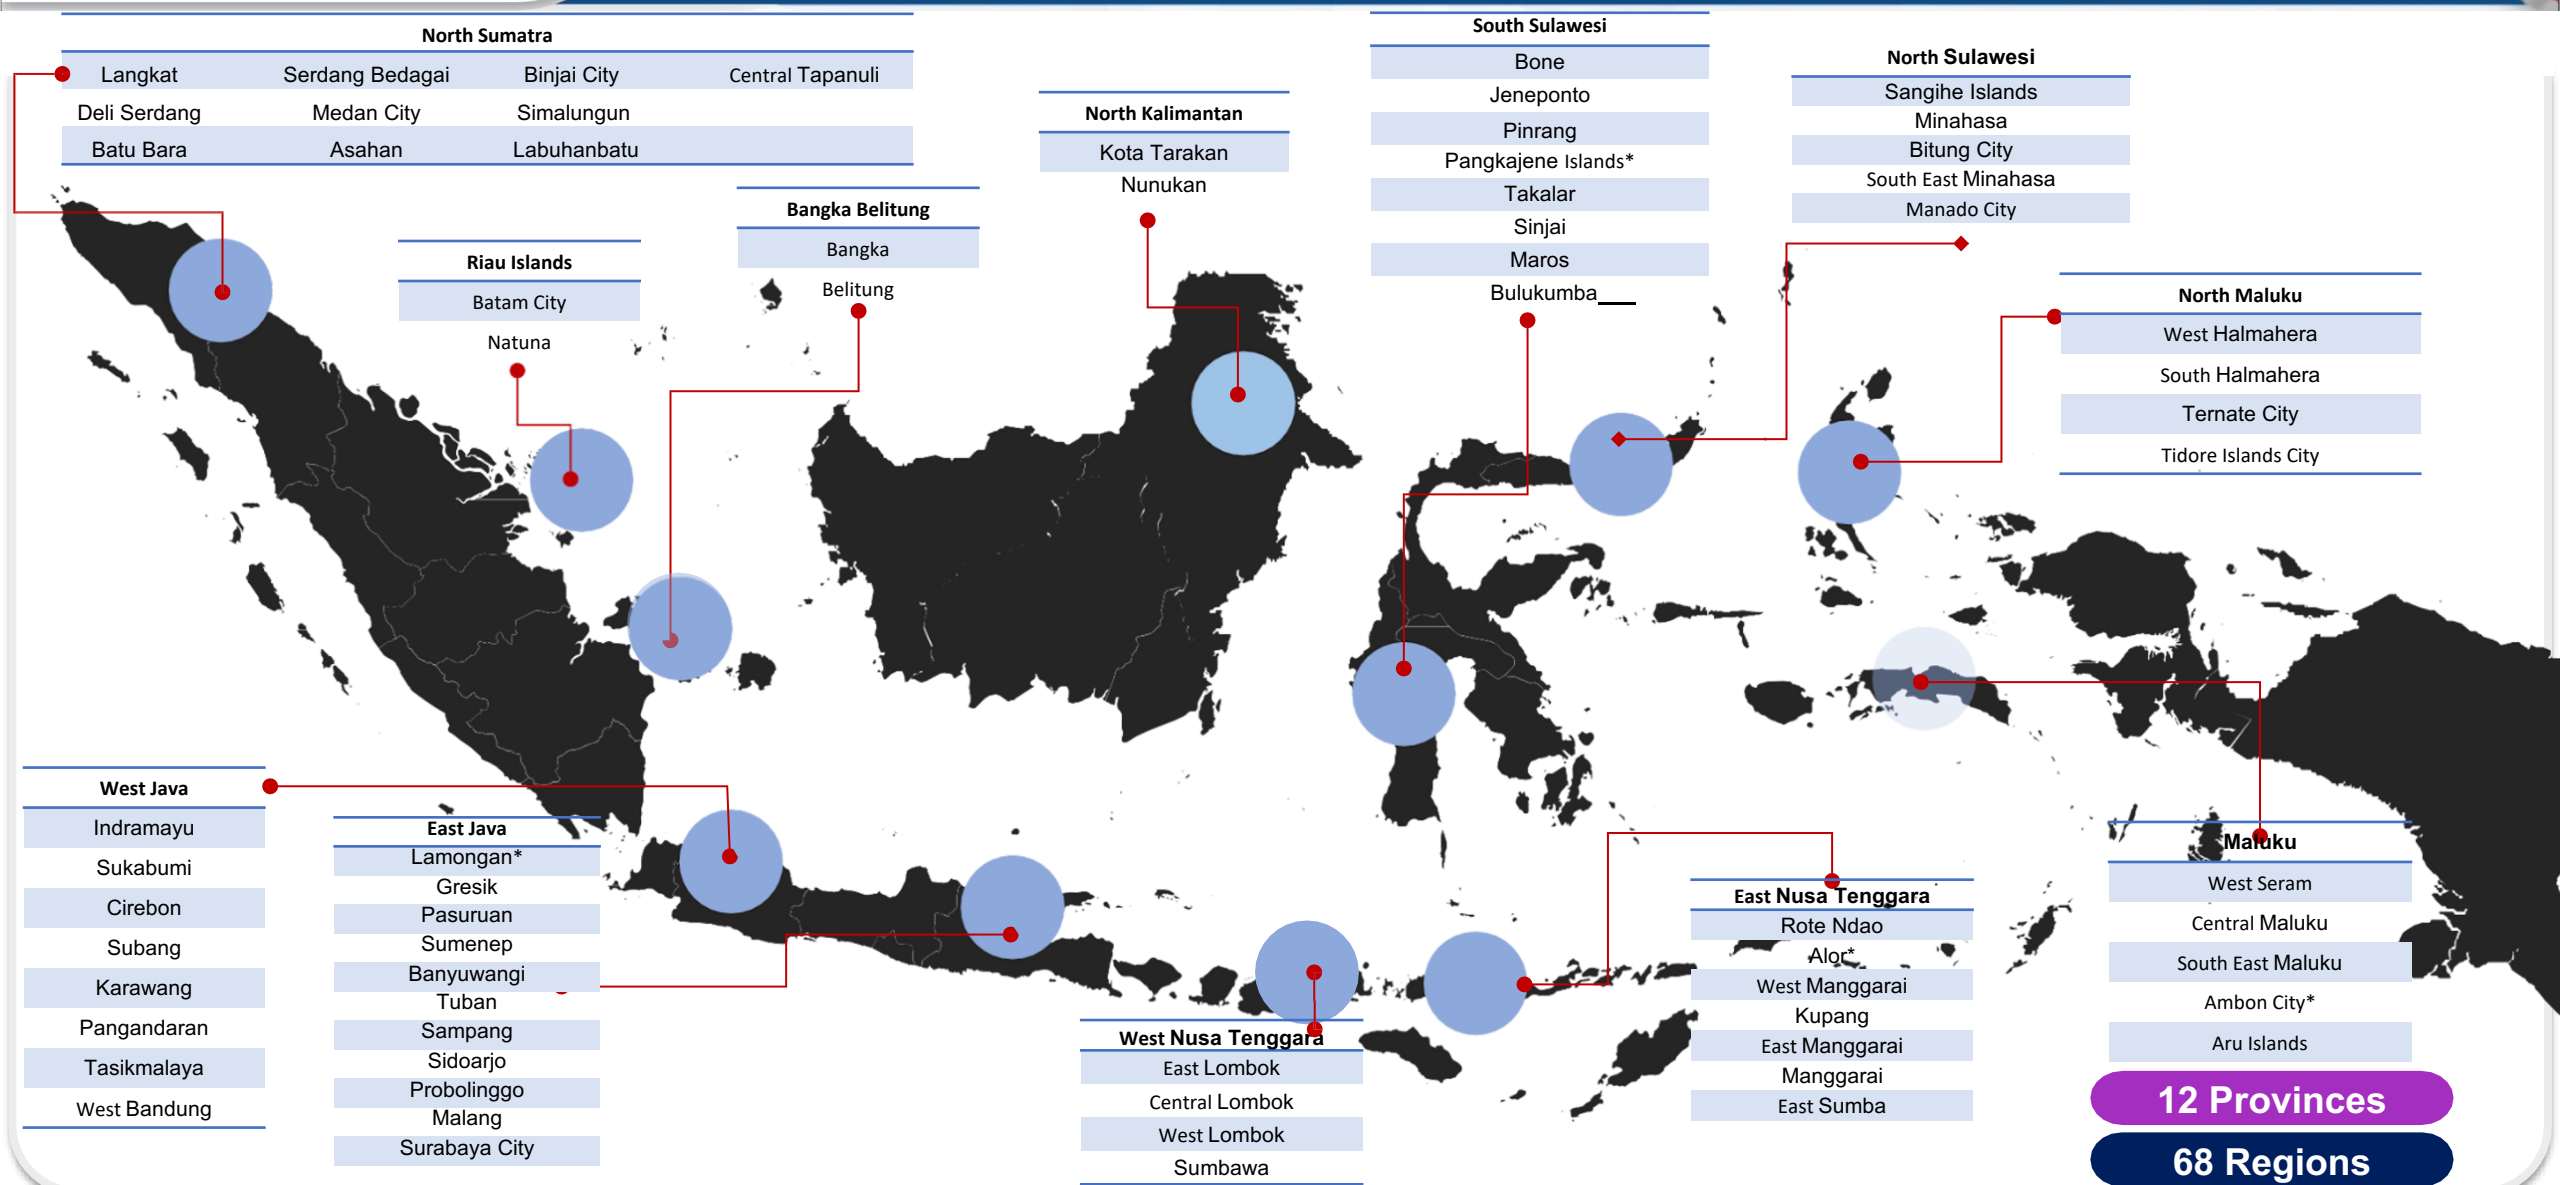 North Sumatra
Langkat Serdang Bedagai Binjai City Central Tapanuli
Deli Serdang Medan City Simalungun
Batu Bara Asahan Labuhanbatu
Riau Islands
Batam City
Natuna
Bangka Belitung
Bangka
Belitung
North Kalimantan
Kota Tarakan
Nunukan
South Sulawesi
Bone
Jeneponto
Pinrang
Pangkajene Islands*
Takalar
Sinjai
Maros
Bulukumba
North Sulawesi
Sangihe Islands
Minahasa
Bitung City
South East Minahasa
Manado City
North Maluku
West Halmahera
South Halmahera
Ternate City
Tidore Islands City
West Java
Indramayu
Sukabumi
Cirebon
Subang
Karawang
Pangandaran
Tasikmalaya
West Bandung
East Java
Lamongan*
Gresik
Pasuruan
Sumenep
Banyuwangi
Tuban
Sampang
Sidoarjo
Probolinggo
Malang
Surabaya City
West Nusa Tenggara
East Lombok
Central Lombok
West Lombok
Sumbawa
East Nusa Tenggara
Rote Ndao
Alor*
West Manggarai
Kupang
East Manggarai
Manggarai
East Sumba
Maluku
West Seram
Central Maluku
South East Maluku
Ambon City*
Aru Islands
12 Provinces
68 Regions